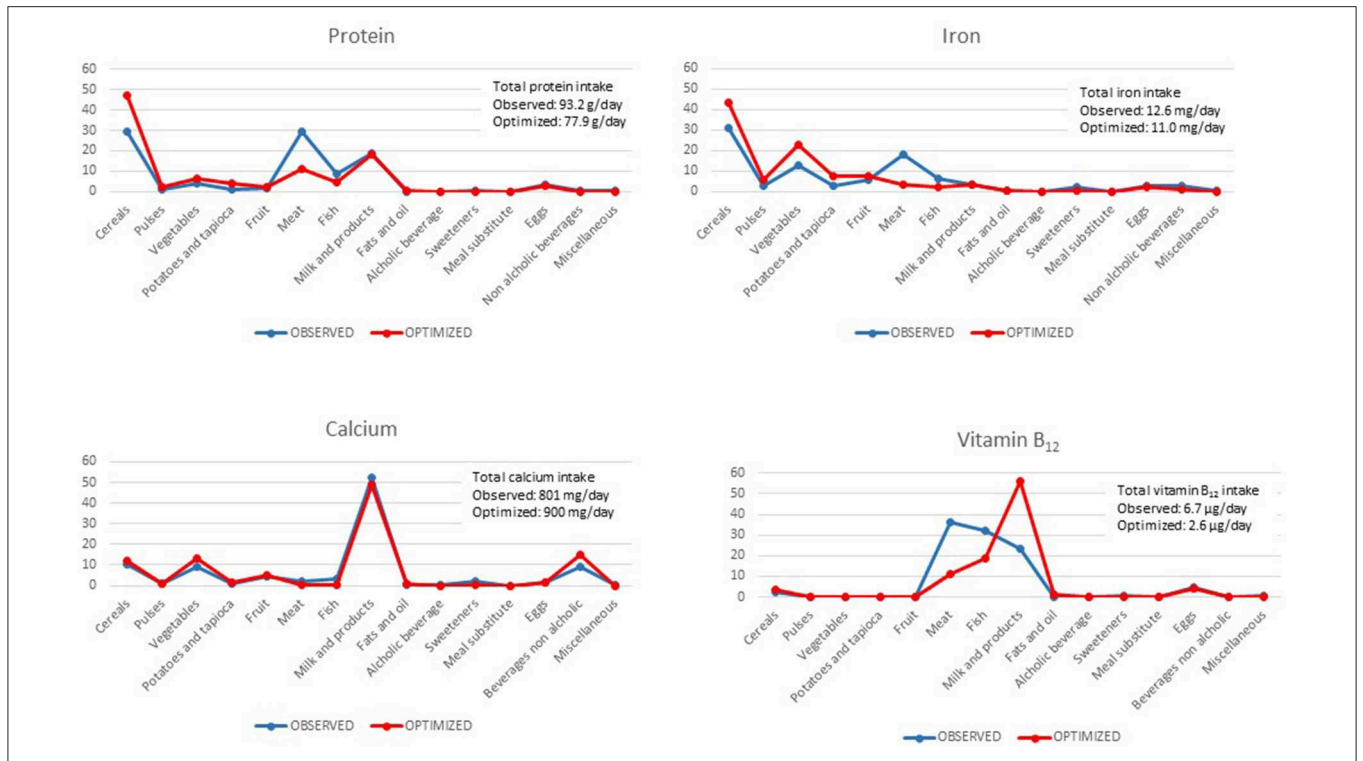 Protein
60
50
40
30
20
10
0
Total protein intake
Observed: 93.2 g/day
Optimized: 77.9 g/day
Cereals
Pulses
Vegetables
Potatoes and tapioca
Fruit
Meat
Fish
Milk and products
Fats and oil
Alcholic beverage
Sweeteners
Meal substitute
Eggs
Non alcholic beverages
Miscellaneous
OBSERVED OPTIMIZED
Iron
60
50
40
30
20
10
0
Total iron intake
Observed: 12.6 mg/day
Optimized: 11.0 mg/day
Cereals
Pulses
Vegetables
Potatoes and tapioca
Fruit
Meat
Fish
Milk and products
Fats and oil
Alcholic beverage
Sweeteners
Meal substitute
Eggs
Non alcholic beverages
Miscellaneous
OBSERVED OPTIMIZED
Calcium
60
50
40
30
20
10
0
Total calcium intake
Observed: 801 mg/day
Optimized: 900 mg/day
Cereals
Pulses
Vegetables
Potatoes and tapioca
Fruit
Meat
Fish
Milk and products
Fats and oil
Alcholic beverage
Sweeteners
Meal substitute
Eggs
Beverages non alcholic
Miscellaneous
OBSERVED OPTIMIZED
Vitamin B₁₂
60
50
40
30
20
10
0
Total vitamin B₁₂ intake
Observed: 6.7 µg/day
Optimized: 2.6 µg/day
Cereals
Pulses
Vegetables
Potatoes and tapioca
Fruit
Meat
Fish
Milk and products
Fats and oil
Alcholic beverage
Sweeteners
Meal substitute
Eggs
Beverages non alcholic
Miscellaneous
OBSERVED OPTIMIZED